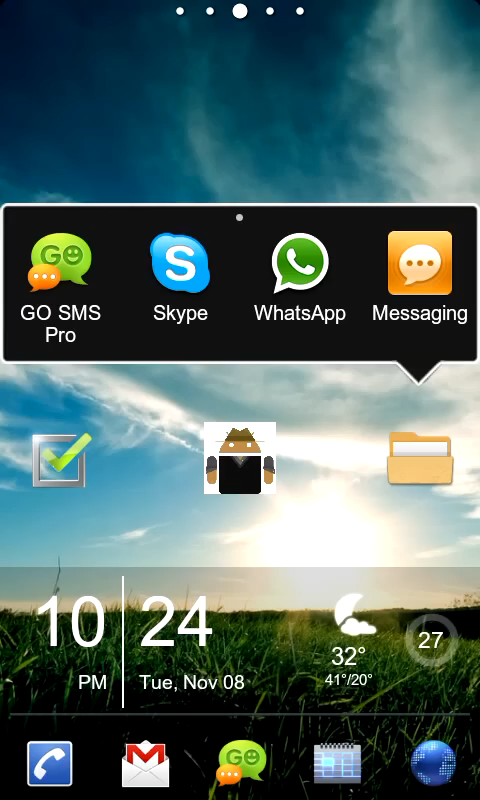 GO
S
GO SMS
Pro
Skype
WhatsApp
Messaging
10
24
PM
Tue, Nov 08
32°
41°/20°
27
M
GO